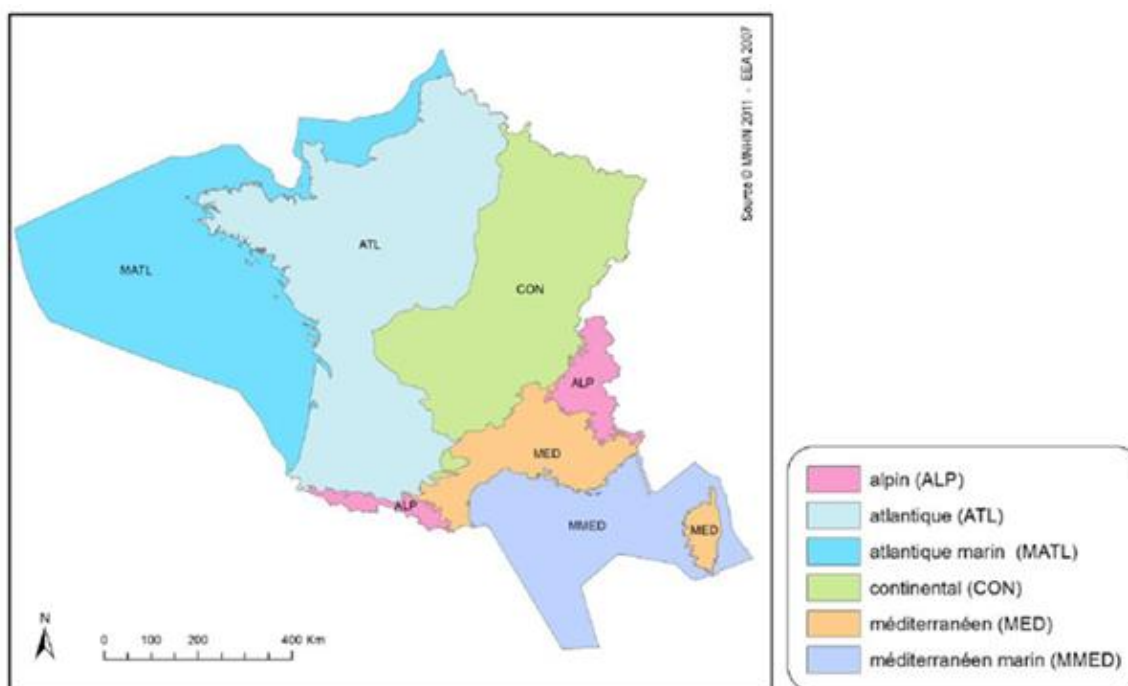 Source © MNHN 2011 - EEA 2007
ATL
MATL
CON
ALP
MED
ALP
MMED
MED
N
0 100 200 400 Km
alpin (ALP)
atlantique (ATL)
atlantique marin (MATL)
continental (CON)
méditerranéen (MED)
méditerranéen marin (MMED)